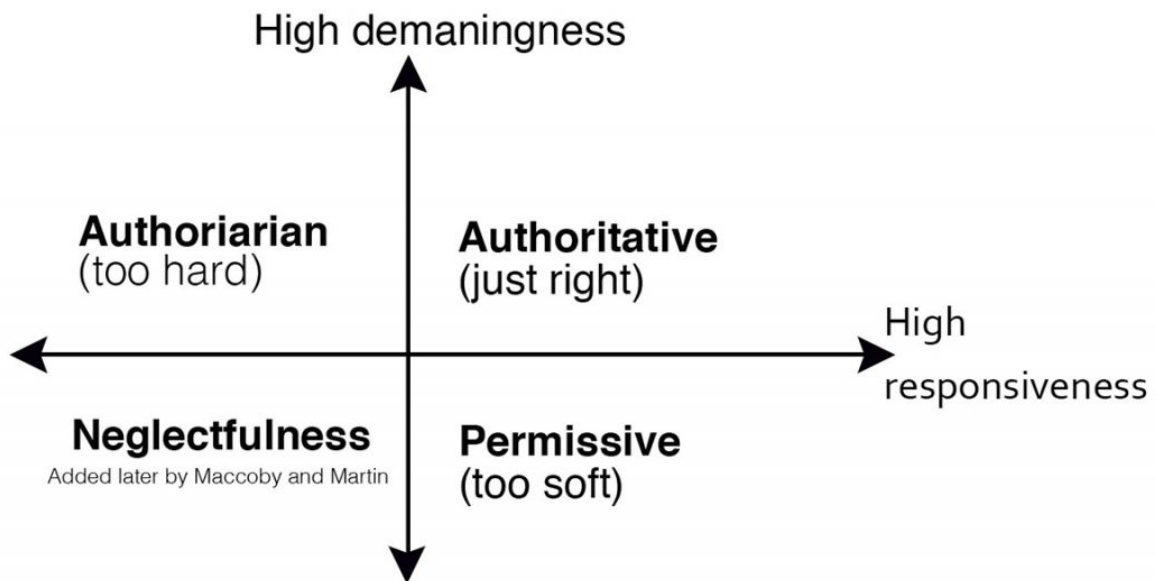 High demaningness
Authoriarian
(too hard)
Authoritative
(just right)
High
responsiveness
Neglectfulness
Added later by Maccoby and Martin
Permissive
(too soft)